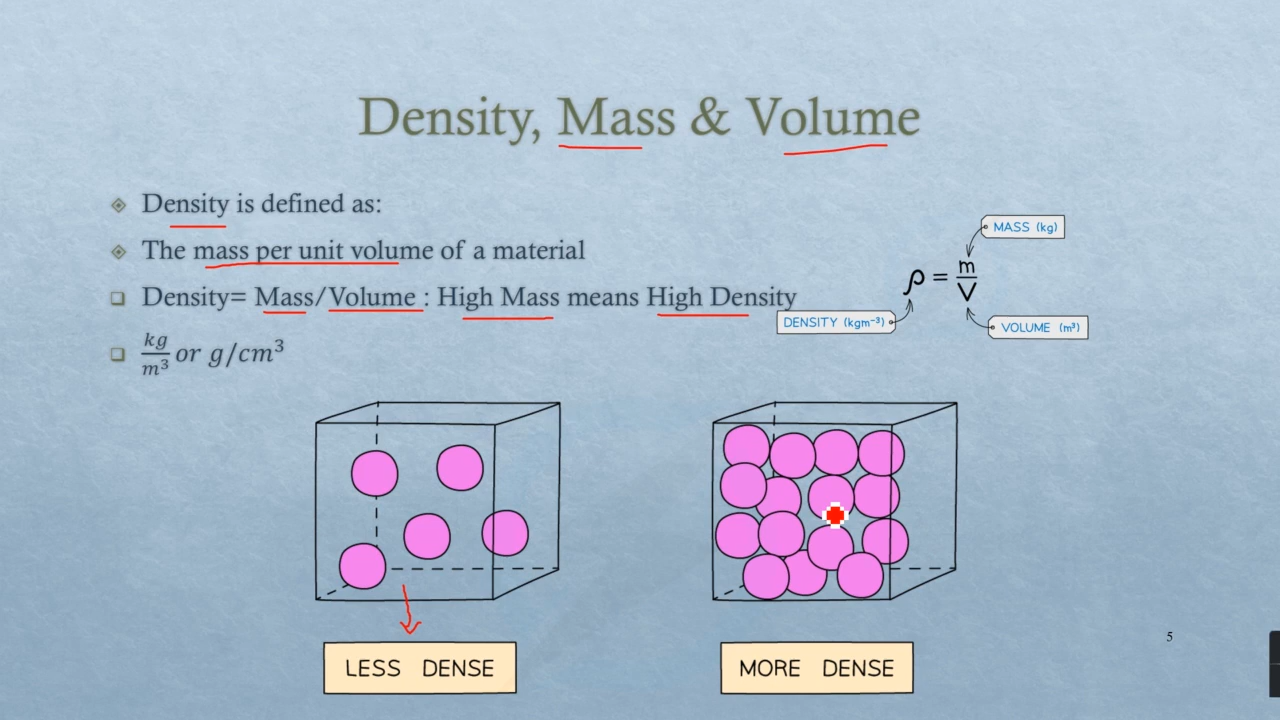 Density, Mass & Volume
Density is defined as:
The mass per unit volume of a material
Density= Mass/Volume : High Mass means High Density
kg/m³ or g/cm³
MASS (kg)
ρ = m/V
DENSITY (kgm⁻³)
VOLUME (m³)
LESS DENSE
MORE DENSE
5